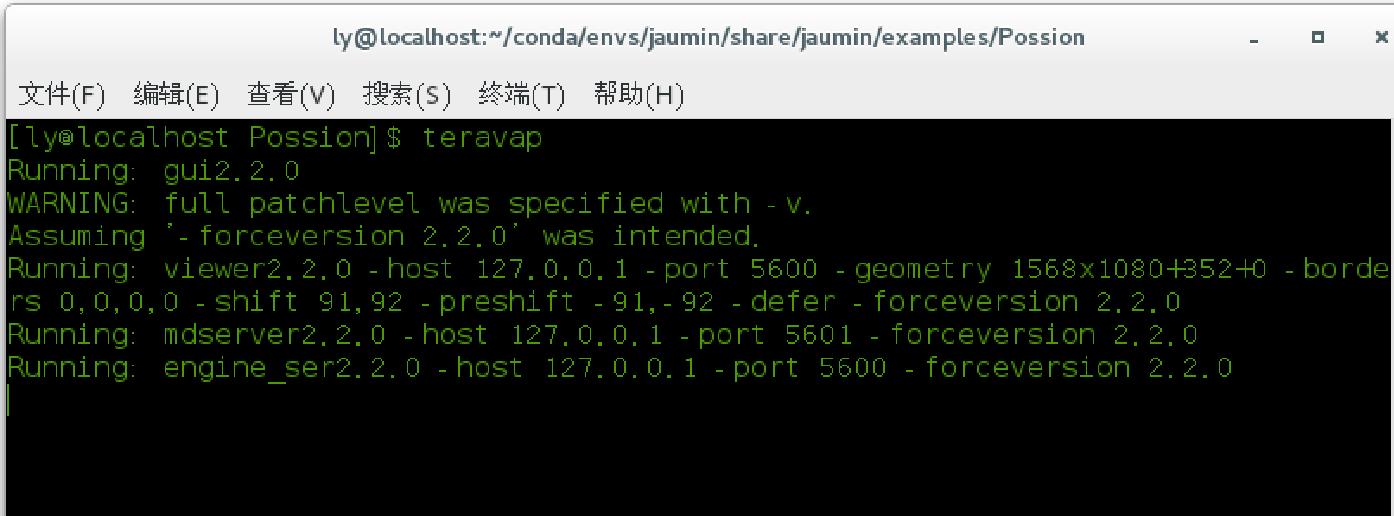 ly@localhost:~/conda/envs/jaumin/share/jaumin/examples/Possion
文件(F) 编辑(E) 查看(V) 搜索(S) 终端(T) 帮助(H)
[ly@localhost Possion]$ teravap
Running: gui2.2.0
WARNING: full patchlevel was specified with -v.
Assuming '-forceversion 2.2.0' was intended.
Running: viewer2.2.0 -host 127.0.0.1 -port 5600 -geometry 1568x1080+352+0 -borde
rs 0,0,0,0 -shift 91,92 -preshift -91,-92 -defer -forceversion 2.2.0
Running: mdserver2.2.0 -host 127.0.0.1 -port 5601 -forceversion 2.2.0
Running: engine_ser2.2.0 -host 127.0.0.1 -port 5600 -forceversion 2.2.0